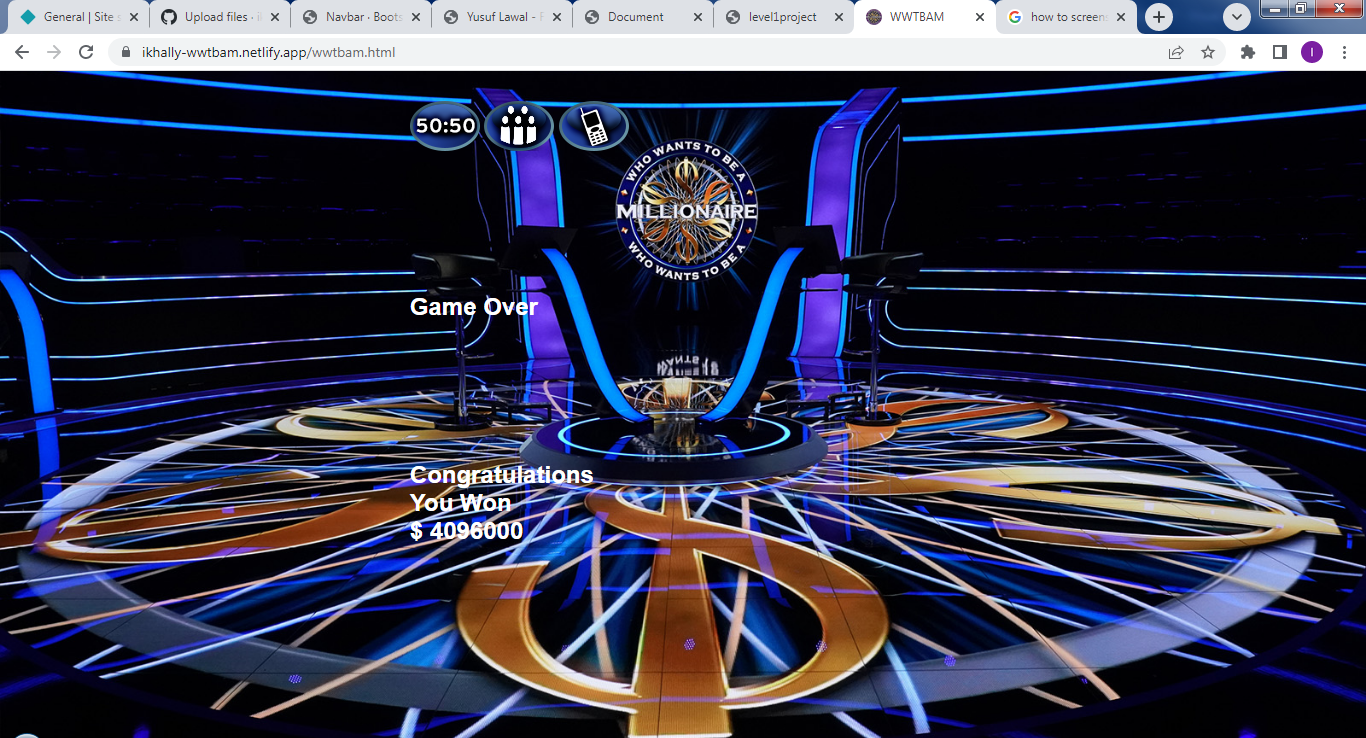 General | Site s
Upload files · i
Navbar · Boots
Yusuf Lawal - F
Document
level1project
WWTBAM
how to screens
I
ikhally-wwtbam.netlify.app/wwtbam.html
50:50
WHO WANTS TO BE A
MILLIONAIRE
WHO WANTS TO BE A
Game Over
Congratulations
You Won
$ 4096000